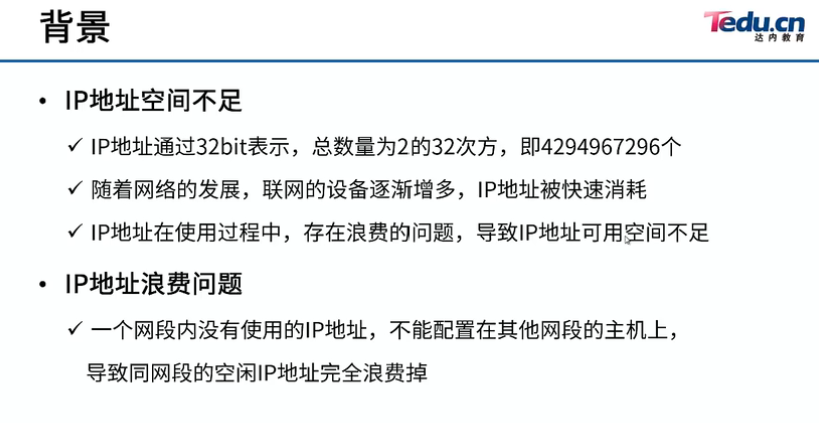 背景
Tedu.cn
达内教育
• IP地址空间不足
✓ IP地址通过32bit表示，总数量为2的32次方，即4294967296个
✓ 随着网络的发展，联网的设备逐渐增多，IP地址被快速消耗
✓ IP地址在使用过程中，存在浪费的问题，导致IP地址可用空间不足
• IP地址浪费问题
✓ 一个网段内没有使用的IP地址，不能配置在其他网段的主机上，
导致同网段的空闲IP地址完全浪费掉